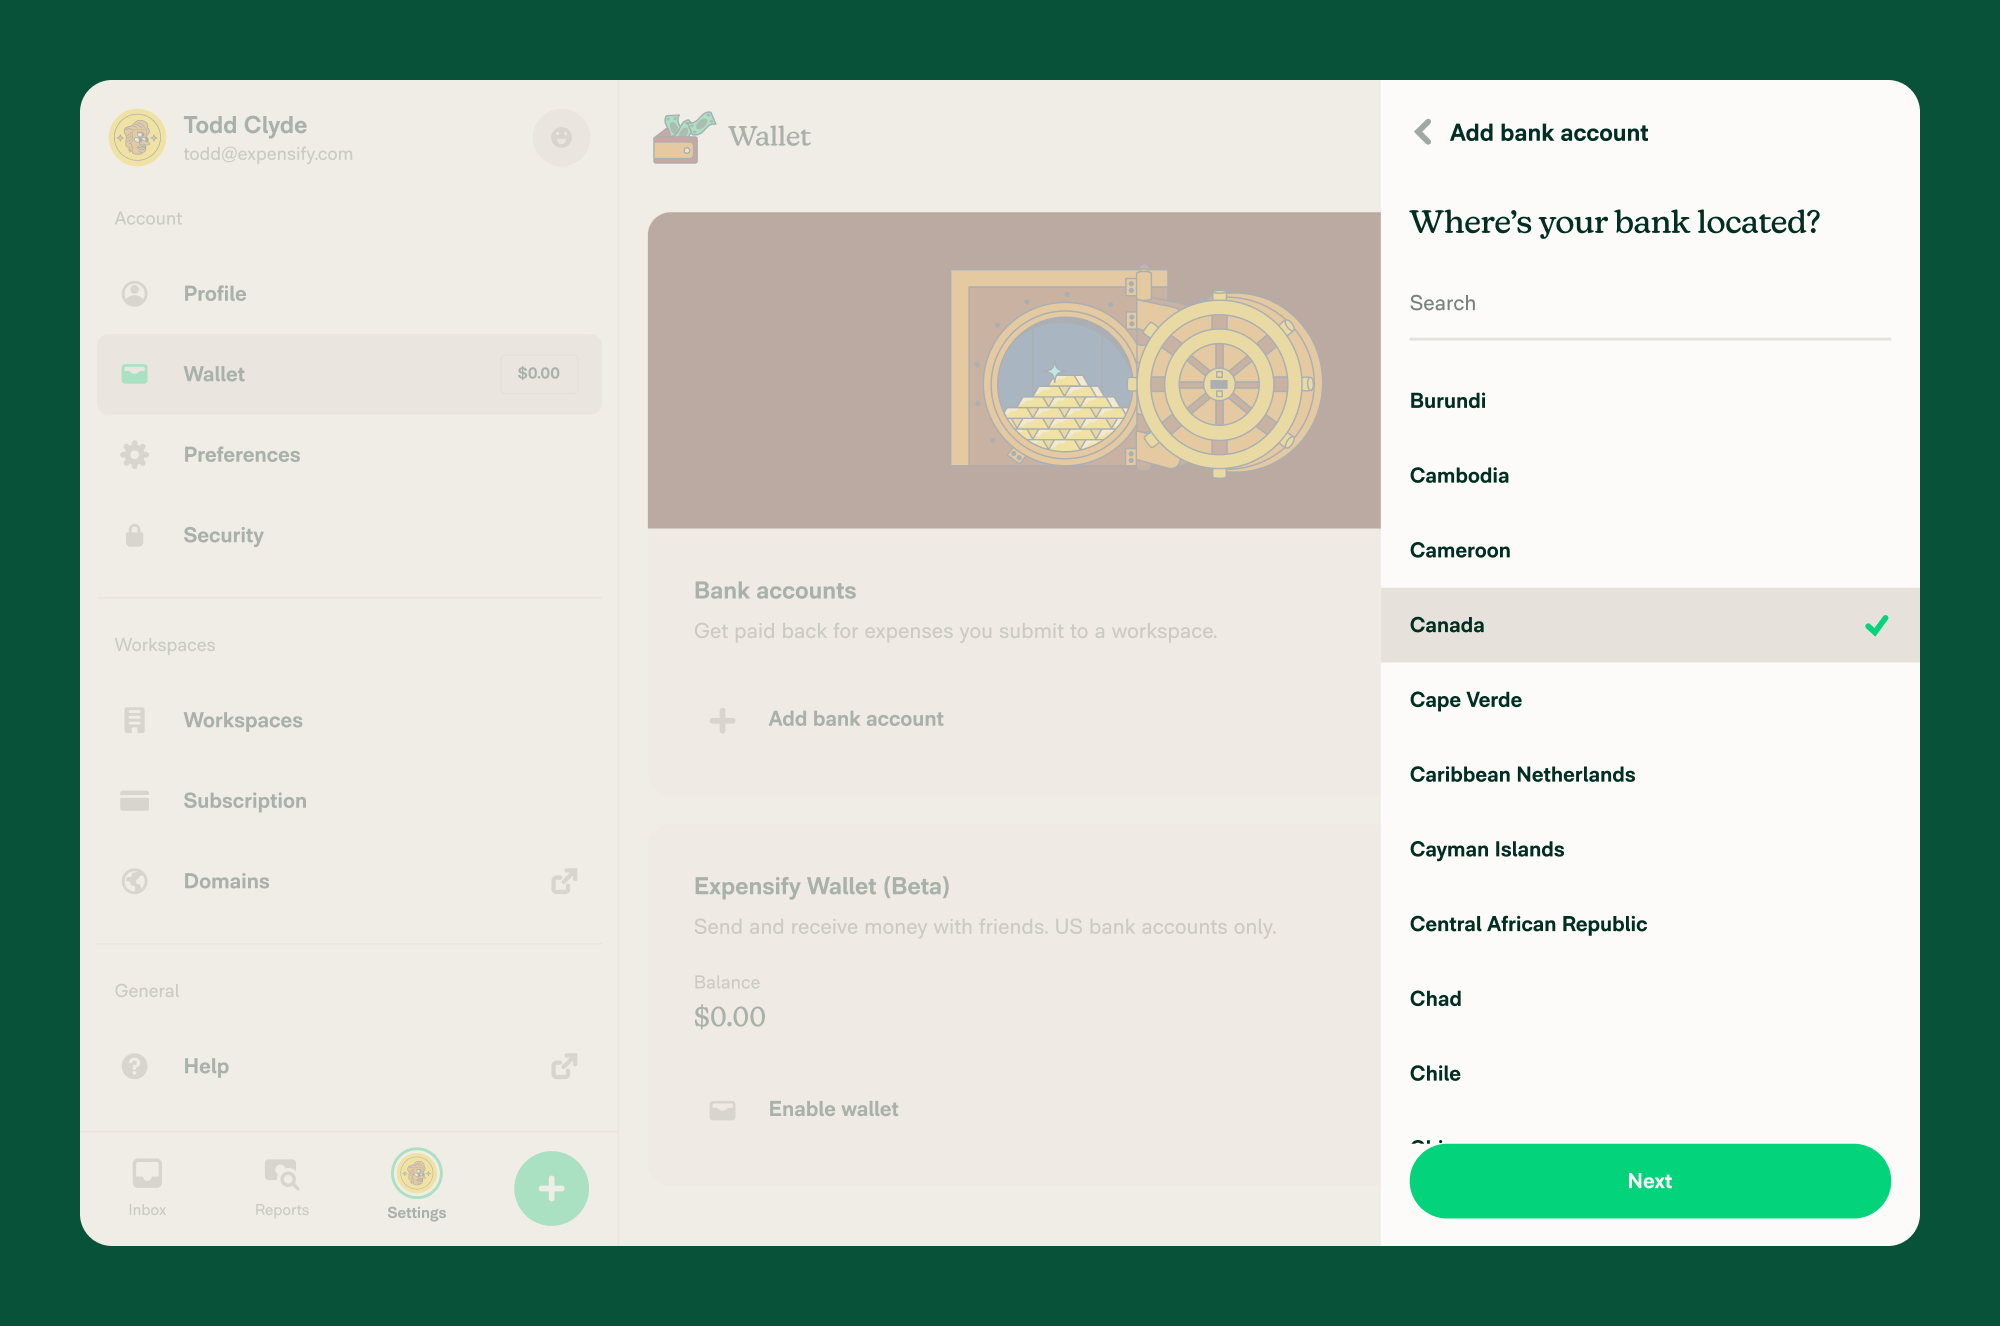 Todd Clyde
todd@expensify.com
Account
Profile
Wallet
$0.00
Preferences
Security
Workspaces
Workspaces
Subscription
Domains
General
Help
Inbox
Reports
Settings
Wallet
Bank accounts
Get paid back for expenses you submit to a workspace.
Add bank account
Expensify Wallet (Beta)
Send and receive money with friends. US bank accounts only.
Balance
$0.00
Enable wallet
Add bank account
Where’s your bank located?
Search
Burundi
Cambodia
Cameroon
Canada
Cape Verde
Caribbean Netherlands
Cayman Islands
Central African Republic
Chad
Chile
Next